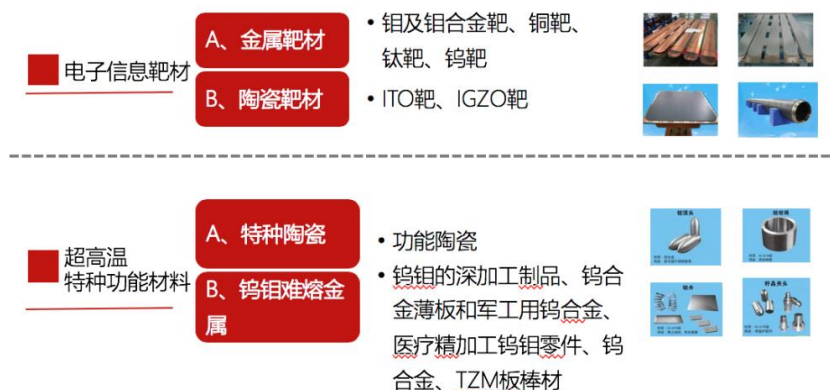 A、金属靶材
• 钼及钼合金靶、铜靶、
钛靶、钨靶
电子信息靶材
B、陶瓷靶材
• ITO靶、IGZO靶
A、特种陶瓷
• 功能陶瓷
超高温
特种功能材料
B、钨钼难熔金
属
• 钨钼的深加工制品、钨合
金薄板和军工用钨合金、
医疗精加工钨钼零件、钨
合金、TZM板棒材
钼顶头
钼舟